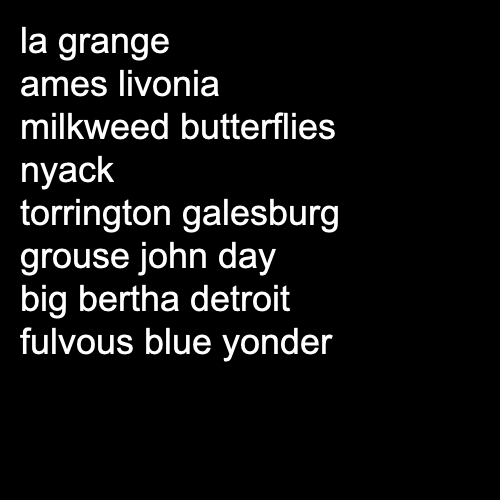 la grange
ames livonia
milkweed butterflies
nyack
torrington galesburg
grouse john day
big bertha detroit
fulvous blue yonder